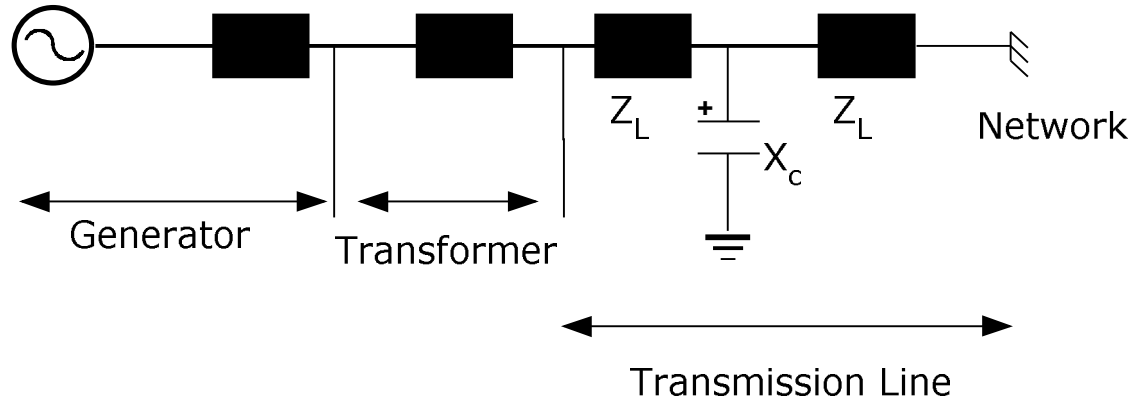 Z_L
Z_L
+
X_c
Network
Generator
Transformer
Transmission Line